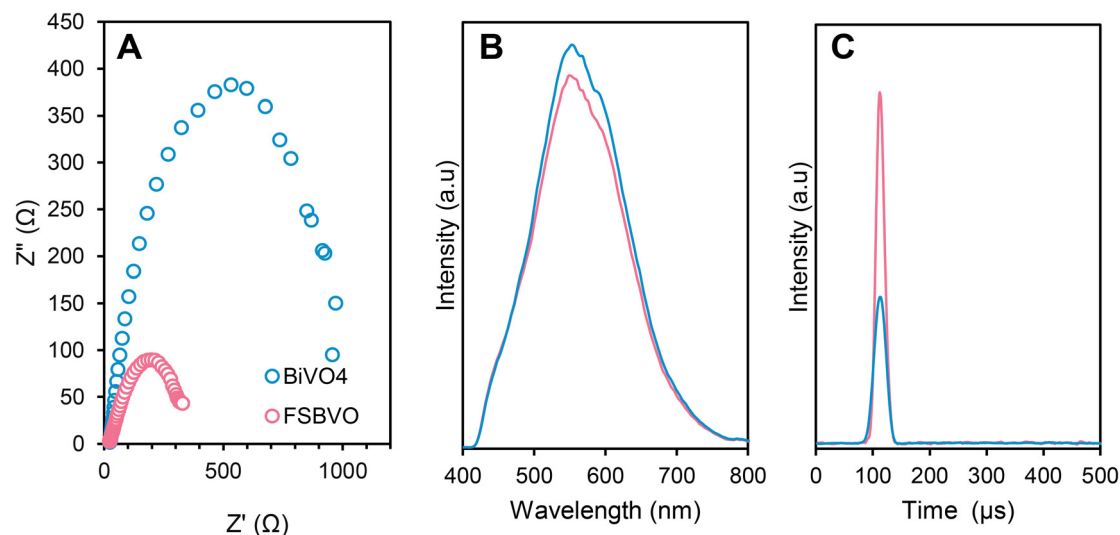 A
450
400
350
300
250
200
150
100
50
0
Z'' (Ω)
BiVO4
FSBVO
0
500
1000
Z' (Ω)
B
Intensity (a.u)
400
500
600
700
800
Wavelength (nm)
C
Intensity (a.u)
0
100
200
300
400
500
Time (µs)